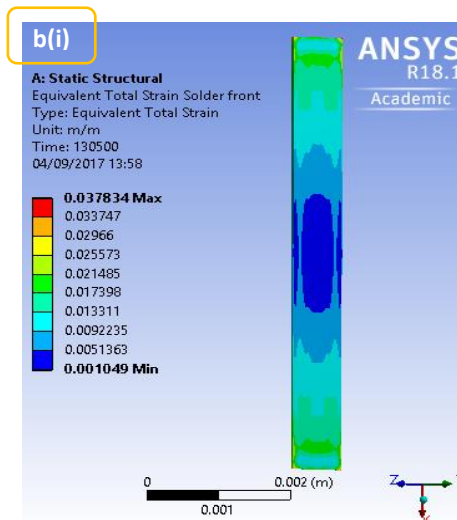 b(i)
ANSYS
R18.1
Academic
A: Static Structural
Equivalent Total Strain Solder front
Type: Equivalent Total Strain
Unit: m/m
Time: 130500
04/09/2017 13:58
0.037834 Max
0.033747
0.02966
0.025573
0.021485
0.017398
0.013311
0.0092235
0.0051363
0.001049 Min
0 0.002 (m)
0.001
Z